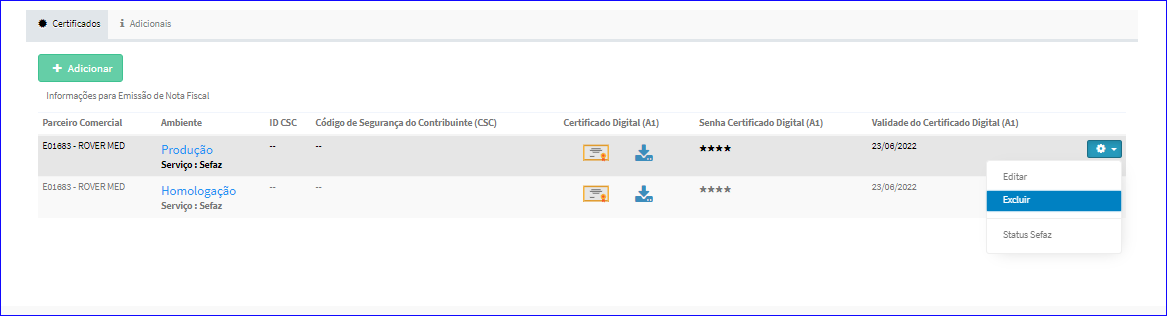 Certificados Adicionais
Adicionar
Informações para Emissão de Nota Fiscal
Parceiro Comercial Ambiente ID CSC Código de Segurança do Contribuinte (CSC) Certificado Digital (A1) Senha Certificado Digital (A1) Validade do Certificado Digital (A1)
E01683 - ROVER MED Produção -- -- ★★★★ 23/06/2022
Serviço : Sefaz
E01683 - ROVER MED Homologação -- -- ★★★★ 23/06/2022
Serviço : Sefaz
Editar
Excluir
Status Sefaz